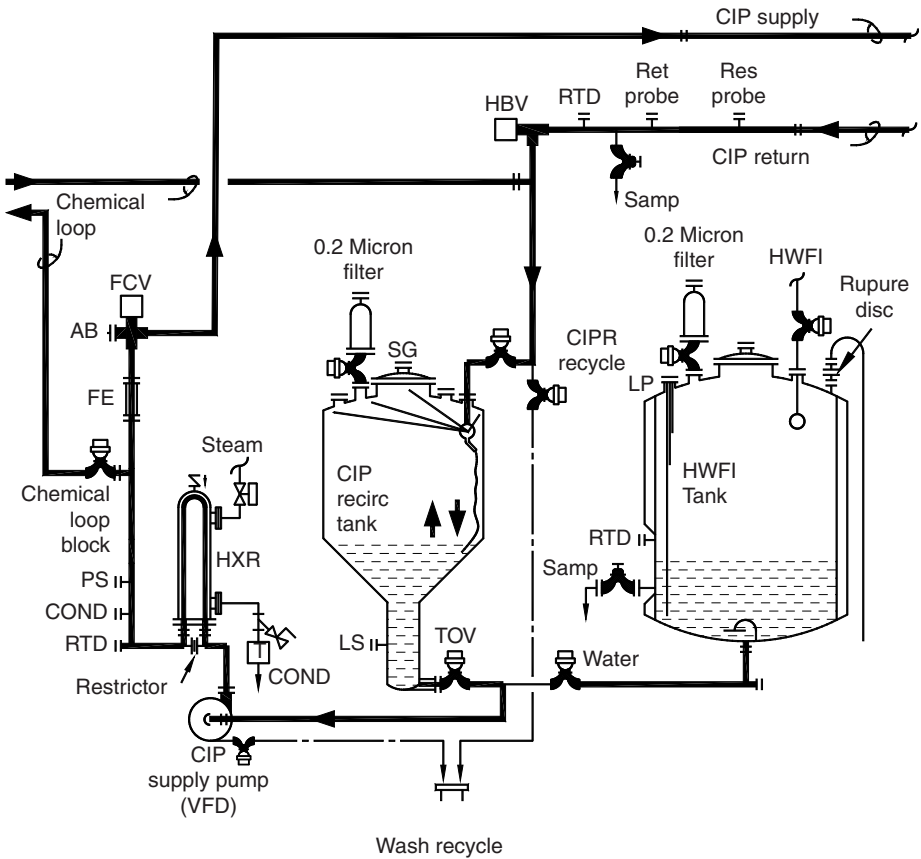 CIP supply
HBV
RTD
Ret
probe
Res
probe
CIP return
Samp
Chemical
loop
FCV
AB
FE
0.2 Micron
filter
SG
CIPR
recycle
0.2 Micron
filter
HWFI
Rupure
disc
LP
Steam
Chemical
loop
block
HXR
CIP
recirc
tank
HWFI
Tank
RTD
Samp
PS
COND
RTD
Restrictor
COND
LS
TOV
Water
CIP
supply pump
(VFD)
Wash recycle